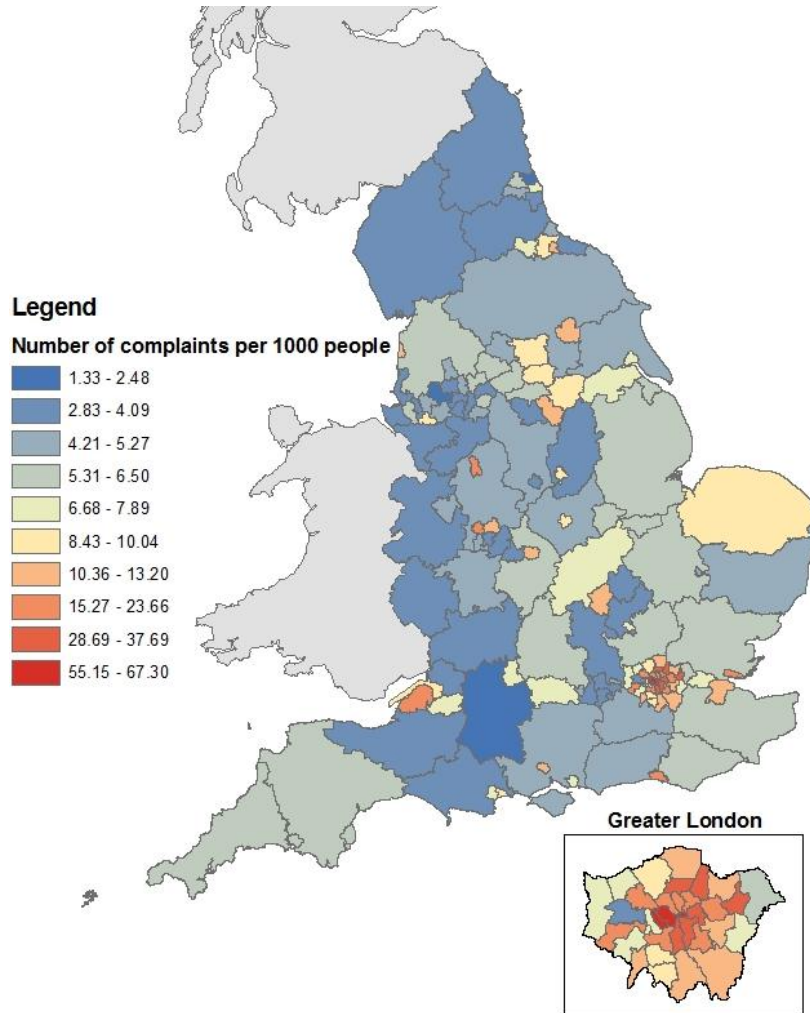 Legend
Number of complaints per 1000 people
1.33 - 2.48
2.83 - 4.09
4.21 - 5.27
5.31 - 6.50
6.68 - 7.89
8.43 - 10.04
10.36 - 13.20
15.27 - 23.66
28.69 - 37.69
55.15 - 67.30
Greater London